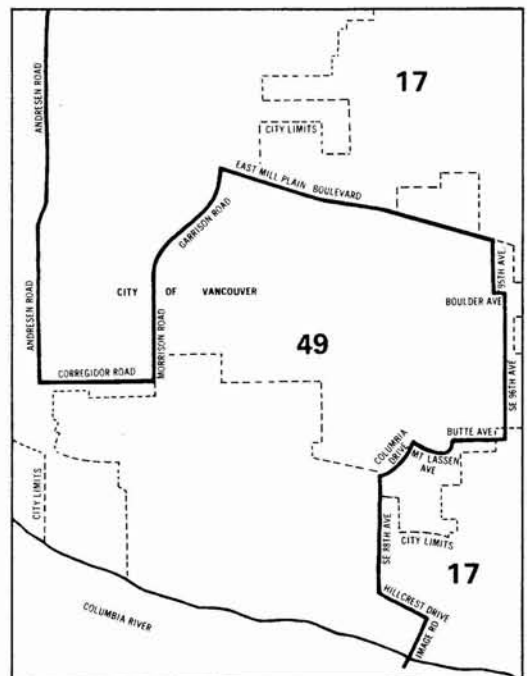 ANDRESEN ROAD
17
CITY LIMITS
EAST MILL PLAIN BOULEVARD
GARRISON ROAD
95TH AVE
CITY OF VANCOUVER
BOULDER AVE
ANDRESEN ROAD
MORRISON ROAD
49
CORREGIDOR ROAD
SE 96TH AVE
BUTTE AVE
COLUMBIA DRIVE
MT LASSEN AVE
CITY LIMITS
SE 88TH AVE
CITY LIMITS
17
HILLCREST DRIVE
COLUMBIA RIVER
IMAGE RD